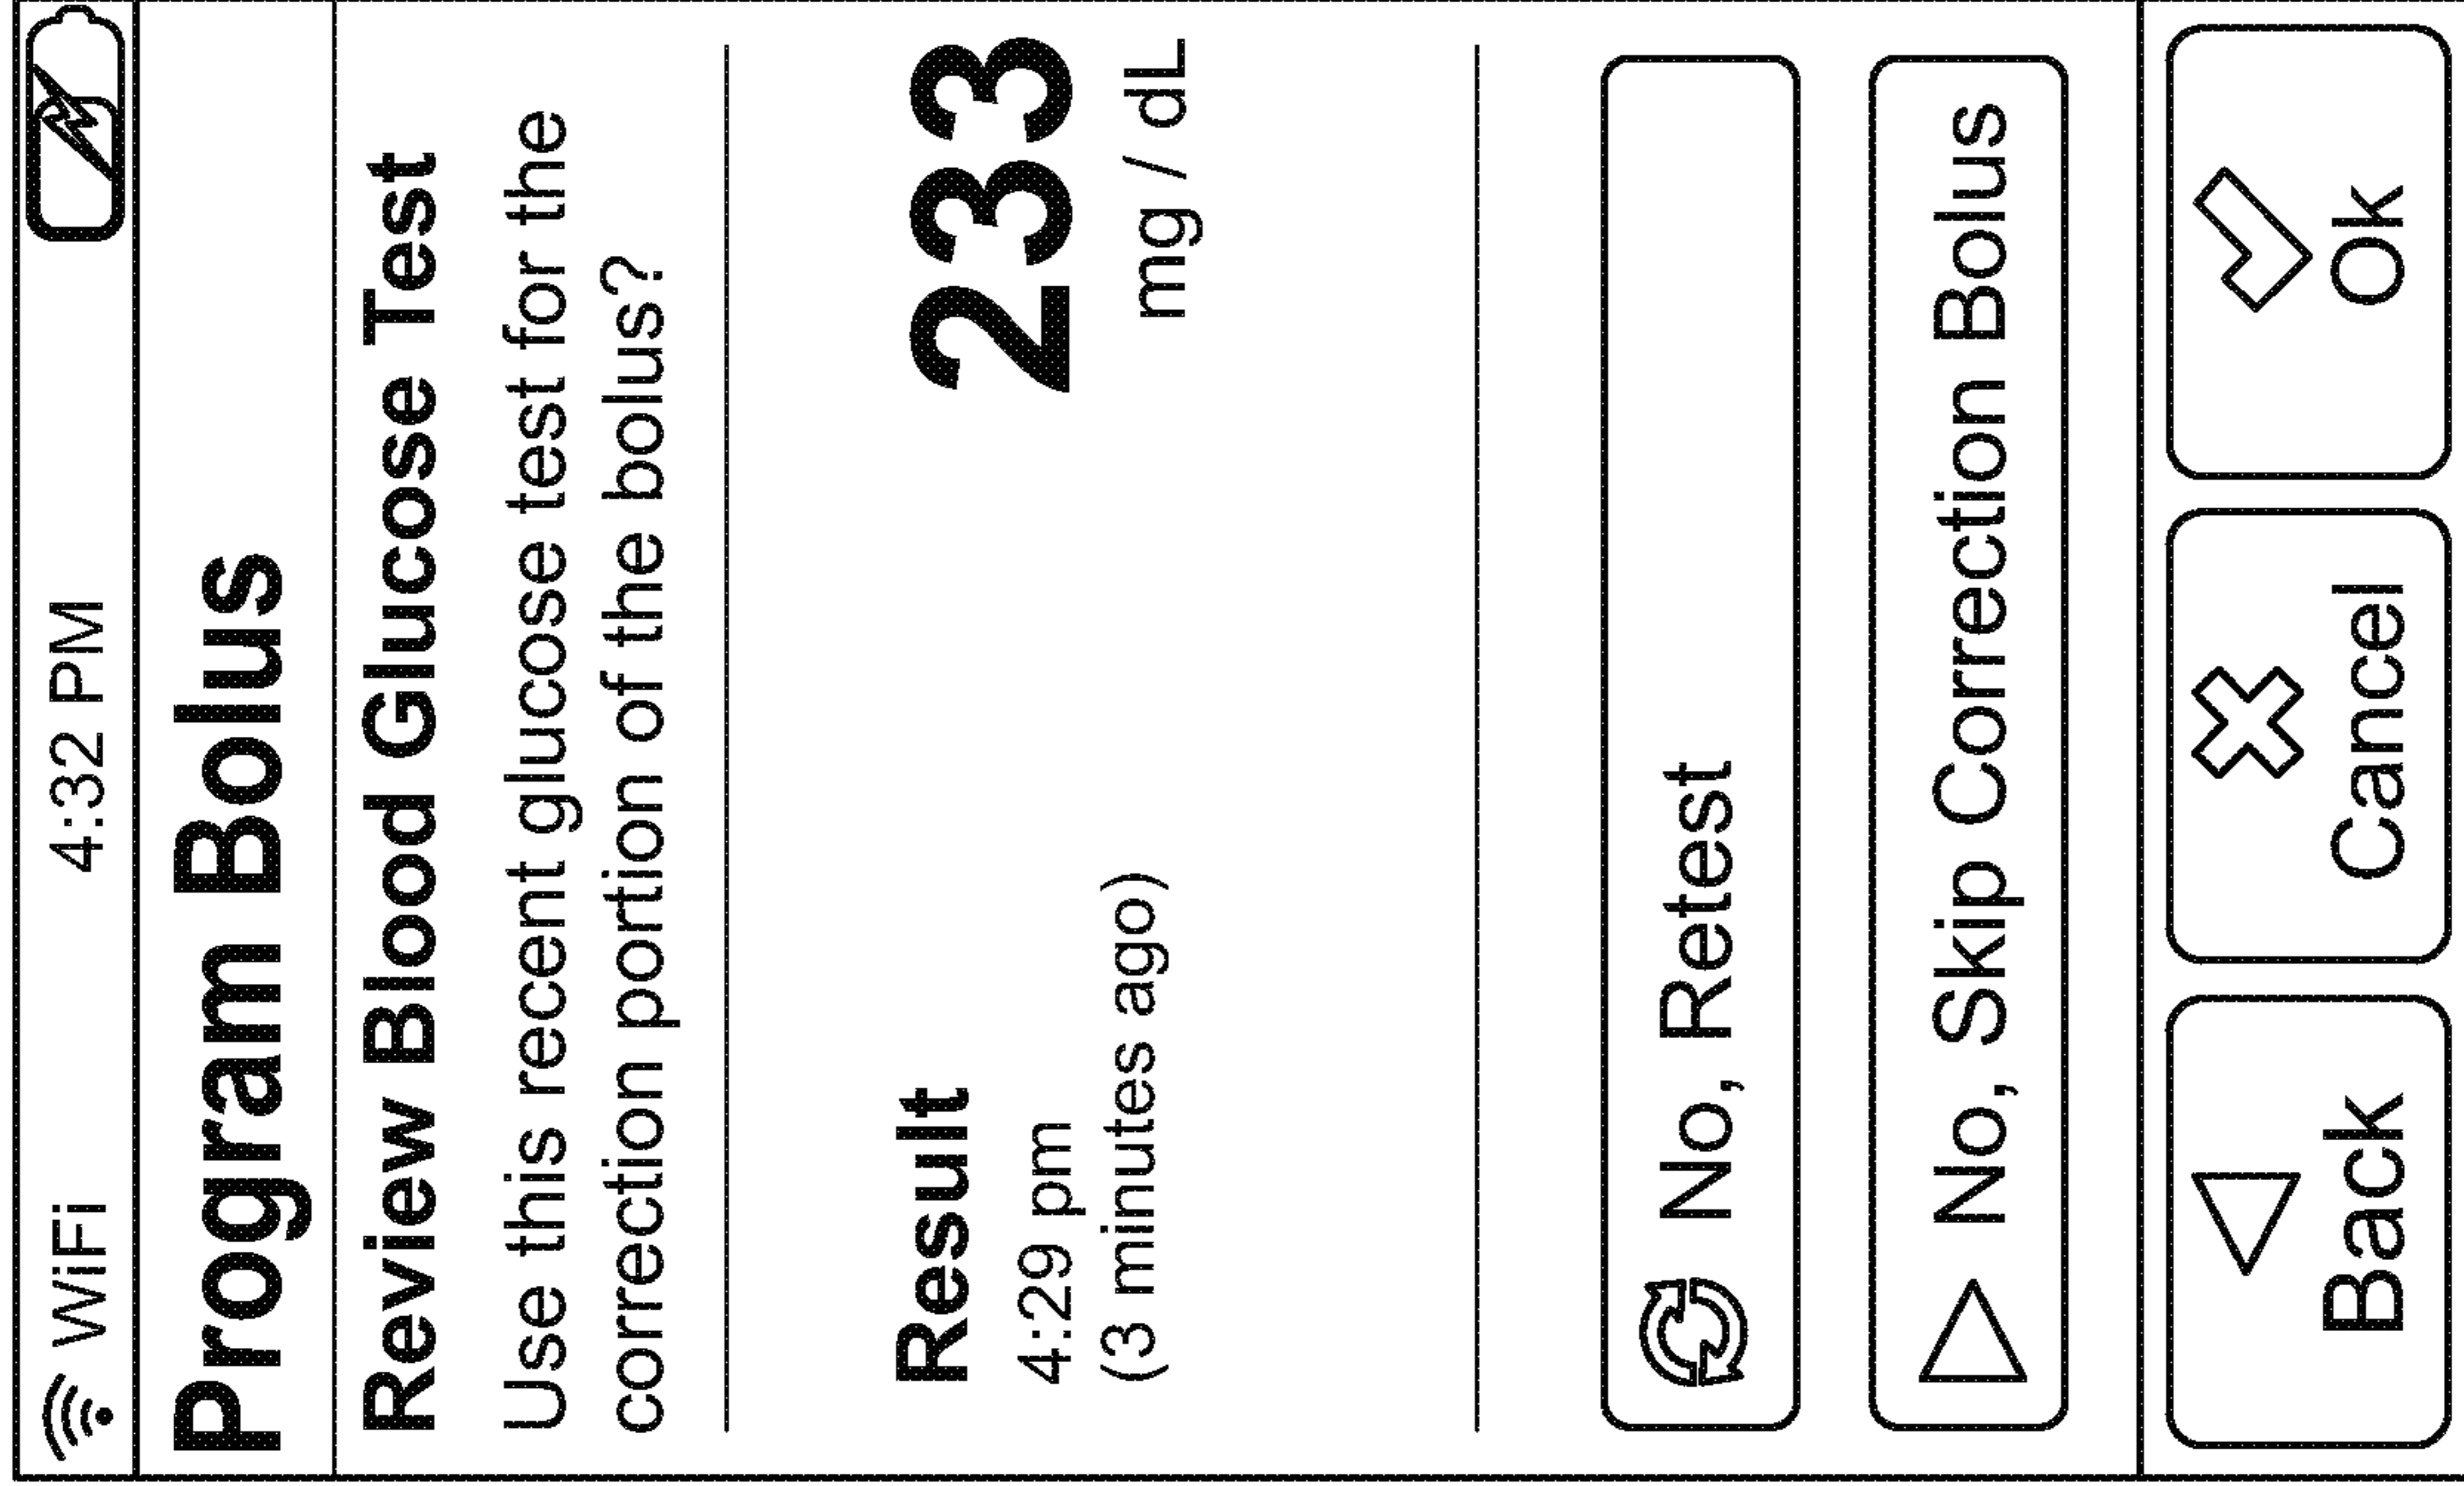 WiFi 4:32 PM
Program Bolus
Review Blood Glucose Test
Use this recent glucose test for the
correction portion of the bolus?
Result
4:29 pm
(3 minutes ago)
233
mg / dL
No, Retest
No, Skip Correction Bolus
Back
Cancel
Ok